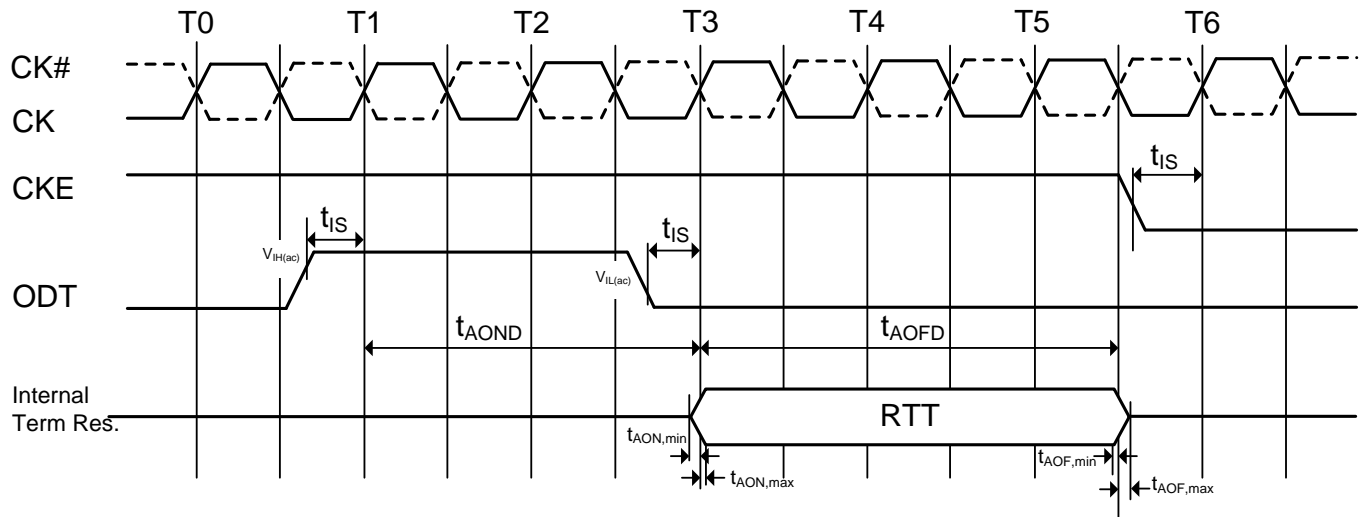 T0 T1 T2 T3 T4 T5 T6
CK#
CK
CKE
tIS
tIS
tIS
VIH(ac)
VIL(ac)
ODT
tAOND
tAOFD
Internal
Term Res.
RTT
tAON,min
tAOF,min
tAON,max
tAOF,max